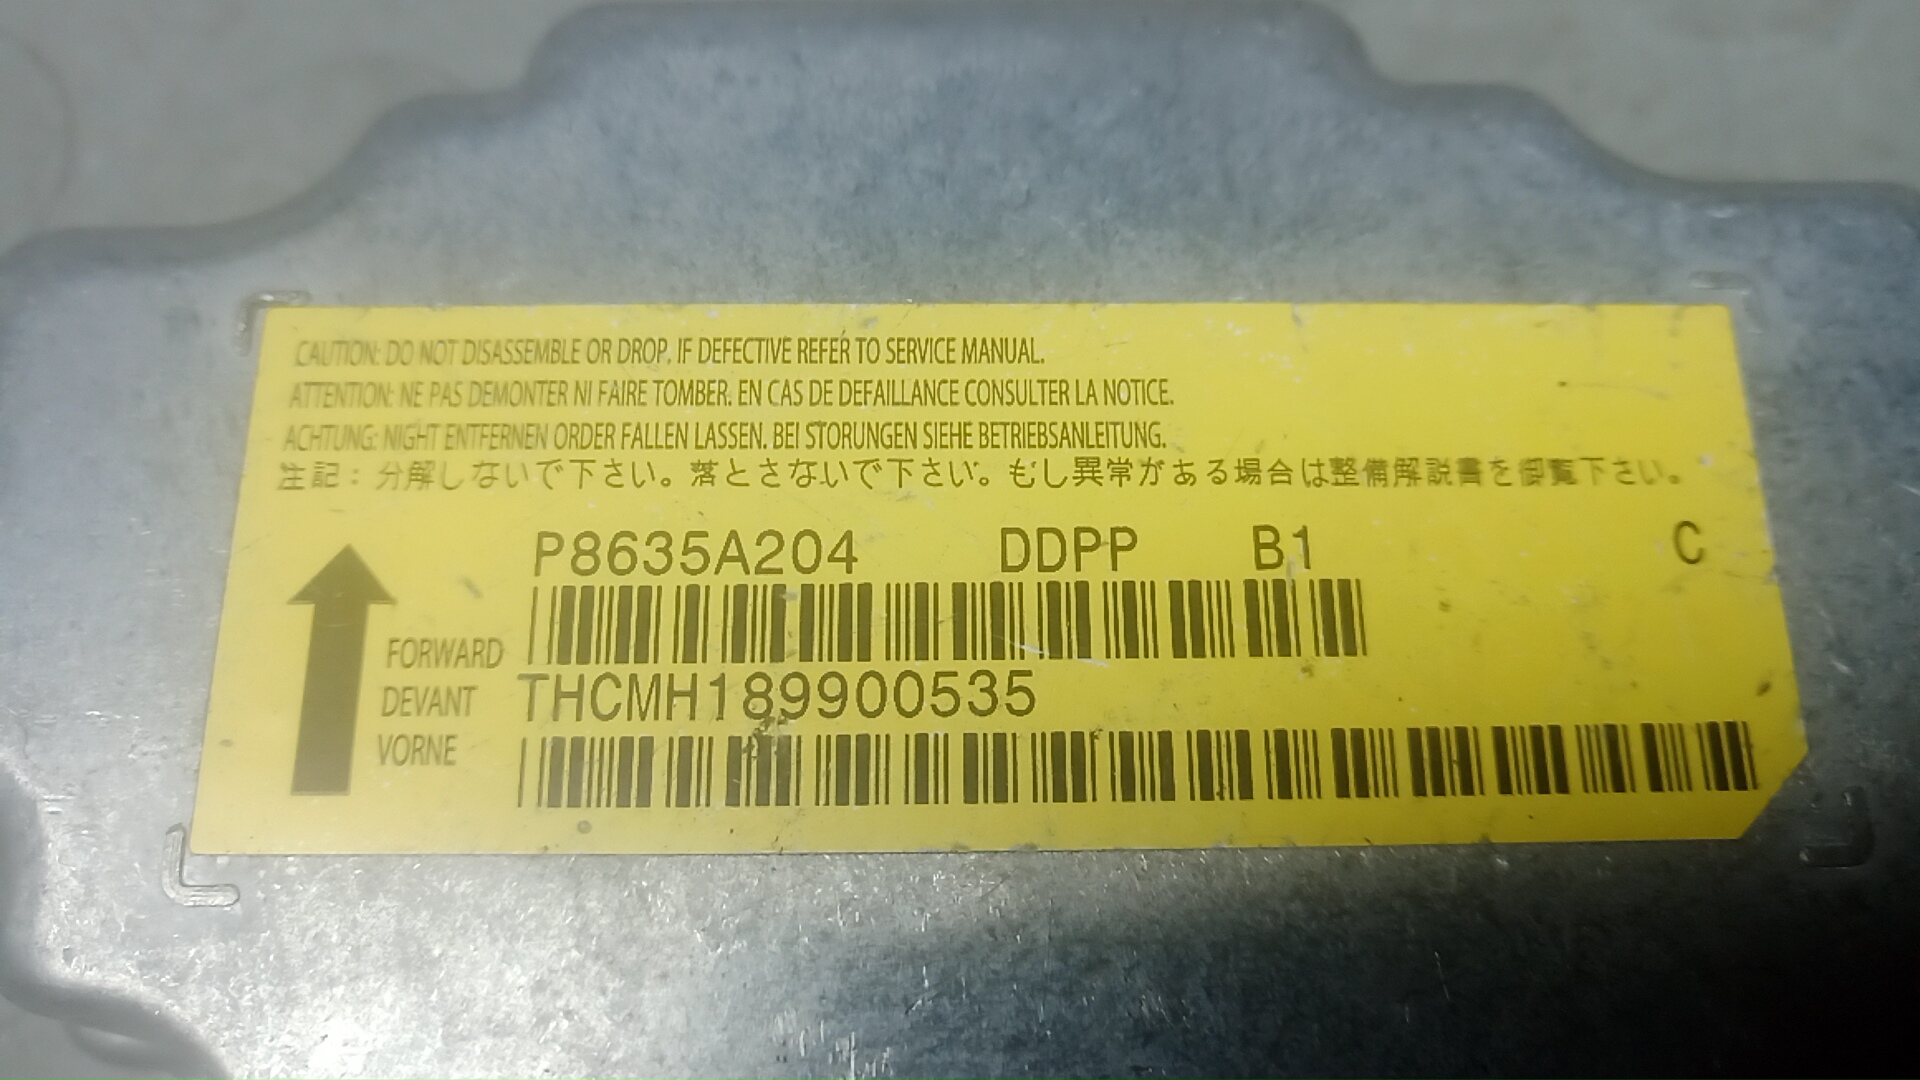 CAUTION: DO NOT DISASSEMBLE OR DROP. IF DEFECTIVE REFER TO SERVICE MANUAL.
ATTENTION: NE PAS DEMONTER NI FAIRE TOMBER. EN CAS DE DEFAILLANCE CONSULTER LA NOTICE.
ACHTUNG: NIGHT ENTFERNEN ORDER FALLEN LASSEN. BEI STORUNGEN SIEHE BETRIEBSANLEITUNG.
注記：分解しないで下さい。落とさないで下さい。もし異常がある場合は整備解説書を御覧下さい。
P8635A204 DDPP B1 C
FORWARD
THCMH189900535
DEVANT
VORNE